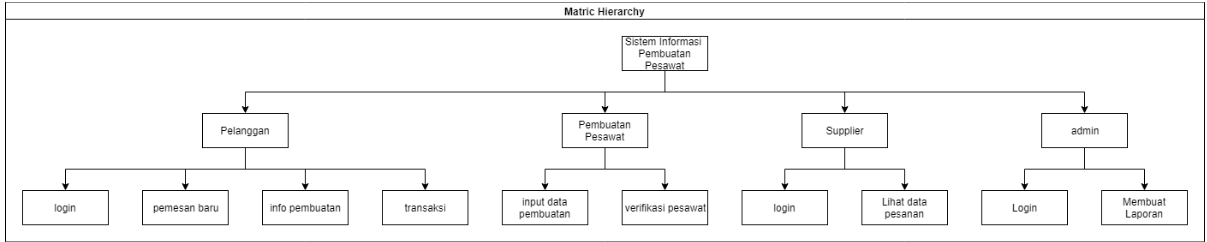 Matric Hierarchy
Sistem Informasi
Pembuatan
Pesawat
Pelanggan
Pembuatan
Pesawat
Supplier
admin
login
pemesan baru
info pembuatan
transaksi
input data
pembuatan
verifikasi pesawat
login
Lihat data
pesanan
Login
Membuat
Laporan